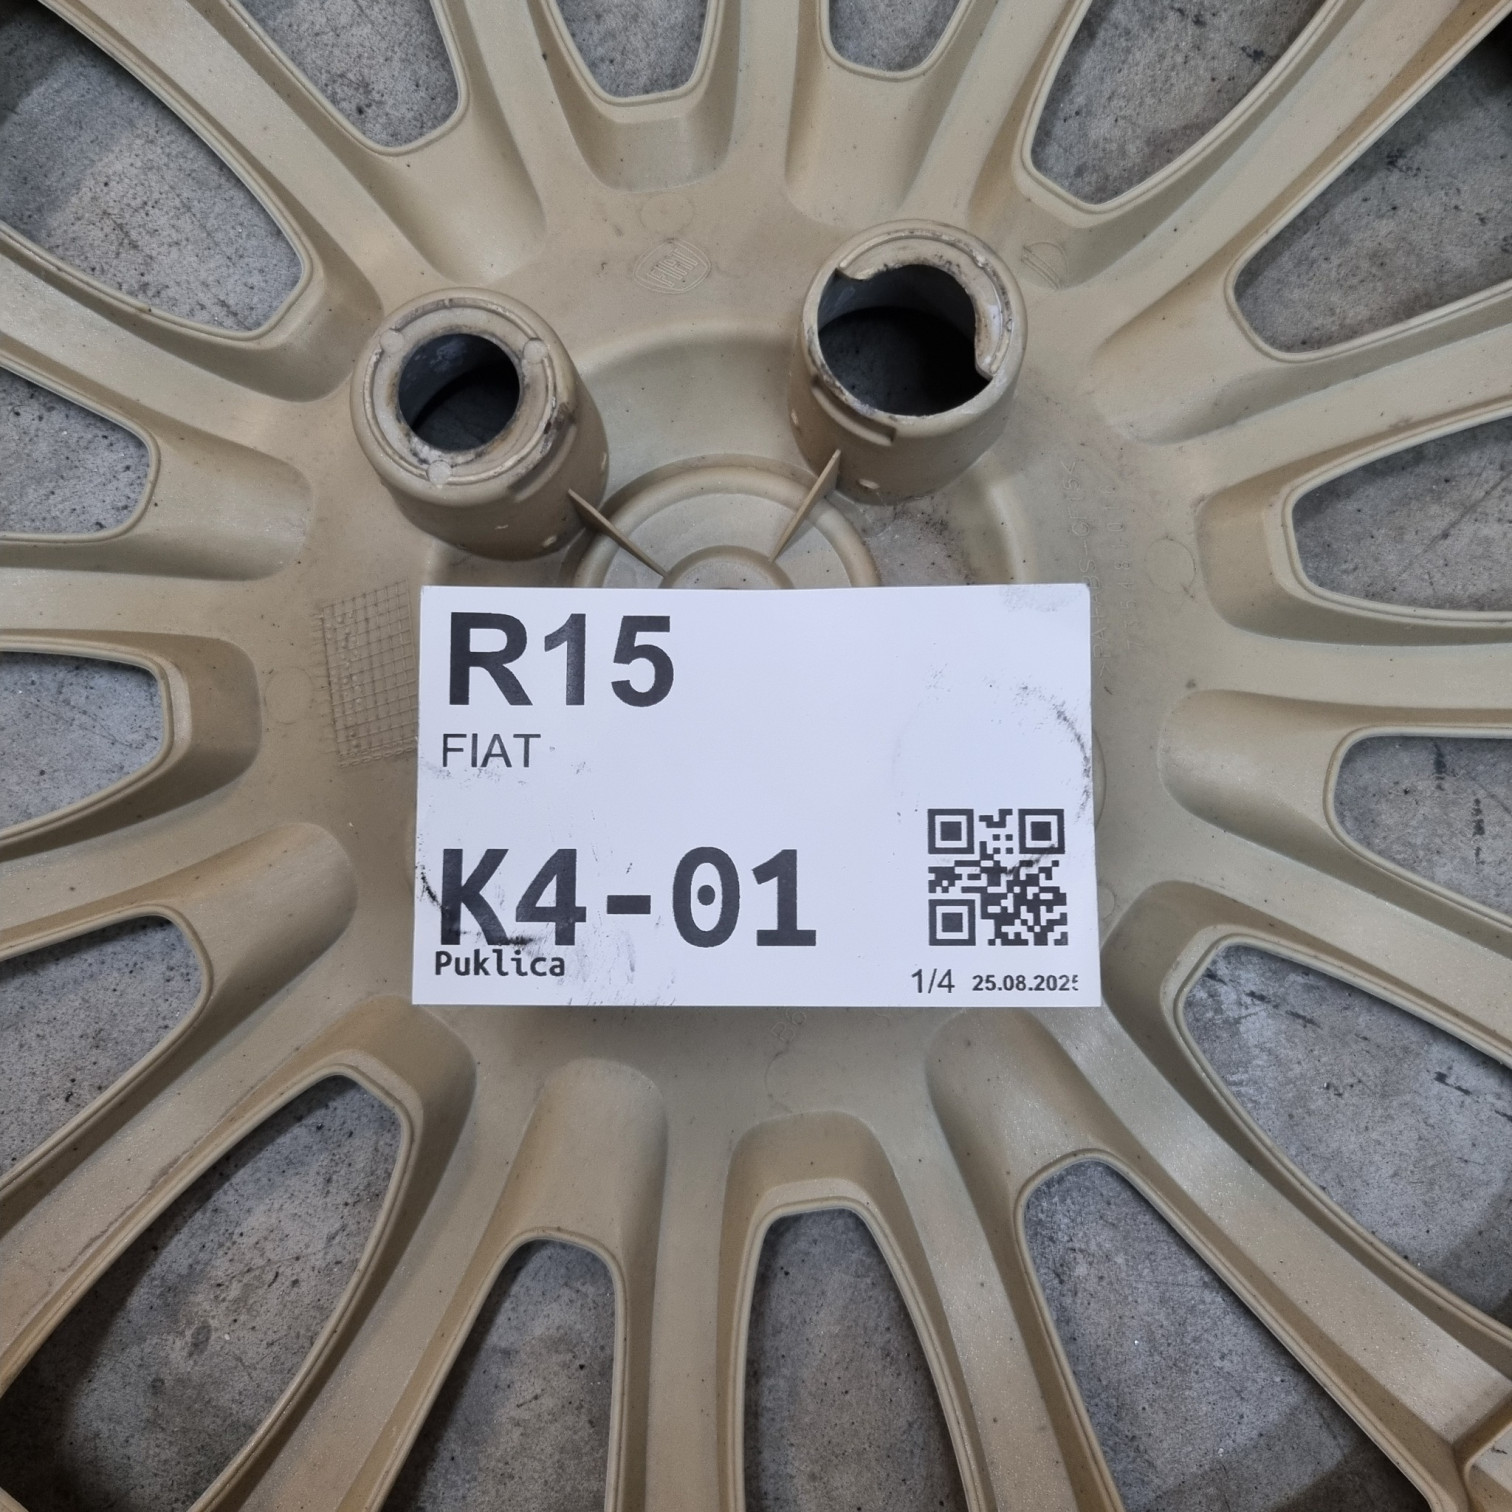 R15
FIAT
K4-01
Puklica
1/4 25.08.2025